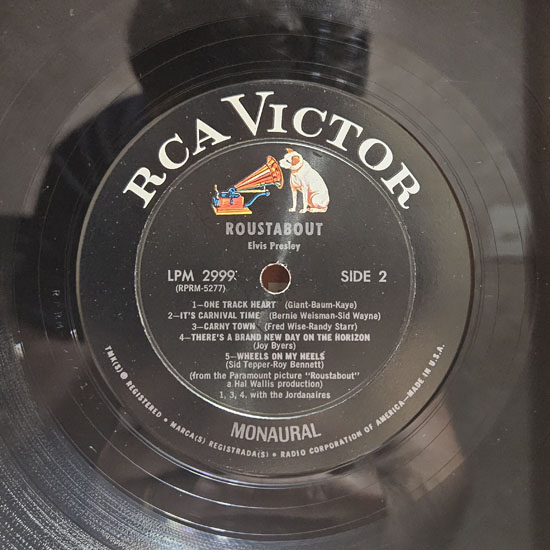 RCA VICTOR
ROUSTABOUT
Elvis Presley
LPM 2999 SIDE 2
(RPRM-5277)
1—ONE TRACK HEART (Giant-Baum-Kaye)
2—IT'S CARNIVAL TIME (Bernie Weisman-Sid Wayne)
3—CARNY TOWN (Fred Wise-Randy Starr)
4—THERE'S A BRAND NEW DAY ON THE HORIZON
(Joy Byers)
5—WHEELS ON MY HEELS
(Sid Tepper-Roy Bennett)
(from the Paramount picture "Roustabout"
a Hal Wallis production)
1, 3, 4, with the Jordanaires
MONAURAL
TMK(S) ® REGISTERED • MARCA(S) REGISTRADA(S) • RADIO CORPORATION OF AMERICA—MADE IN U.S.A.